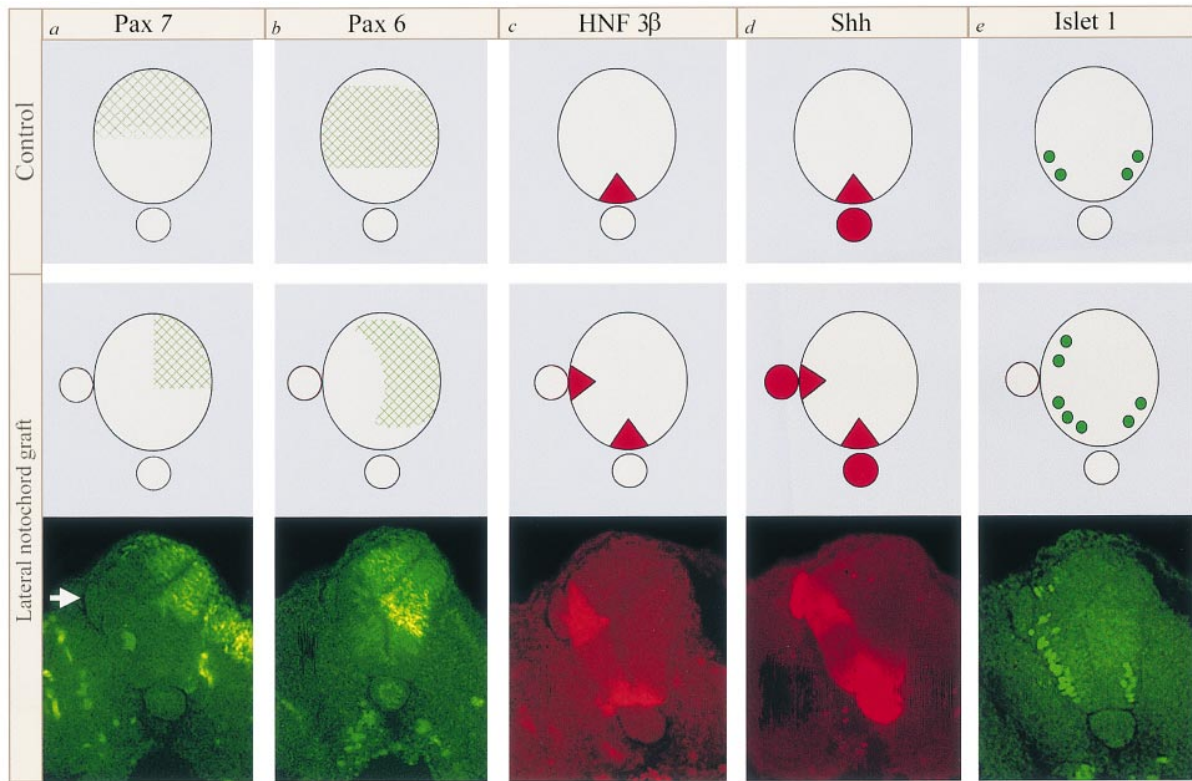 a Pax 7
b Pax 6
c HNF 3β
d Shh
e Islet 1
Control
Lateral notochord graft